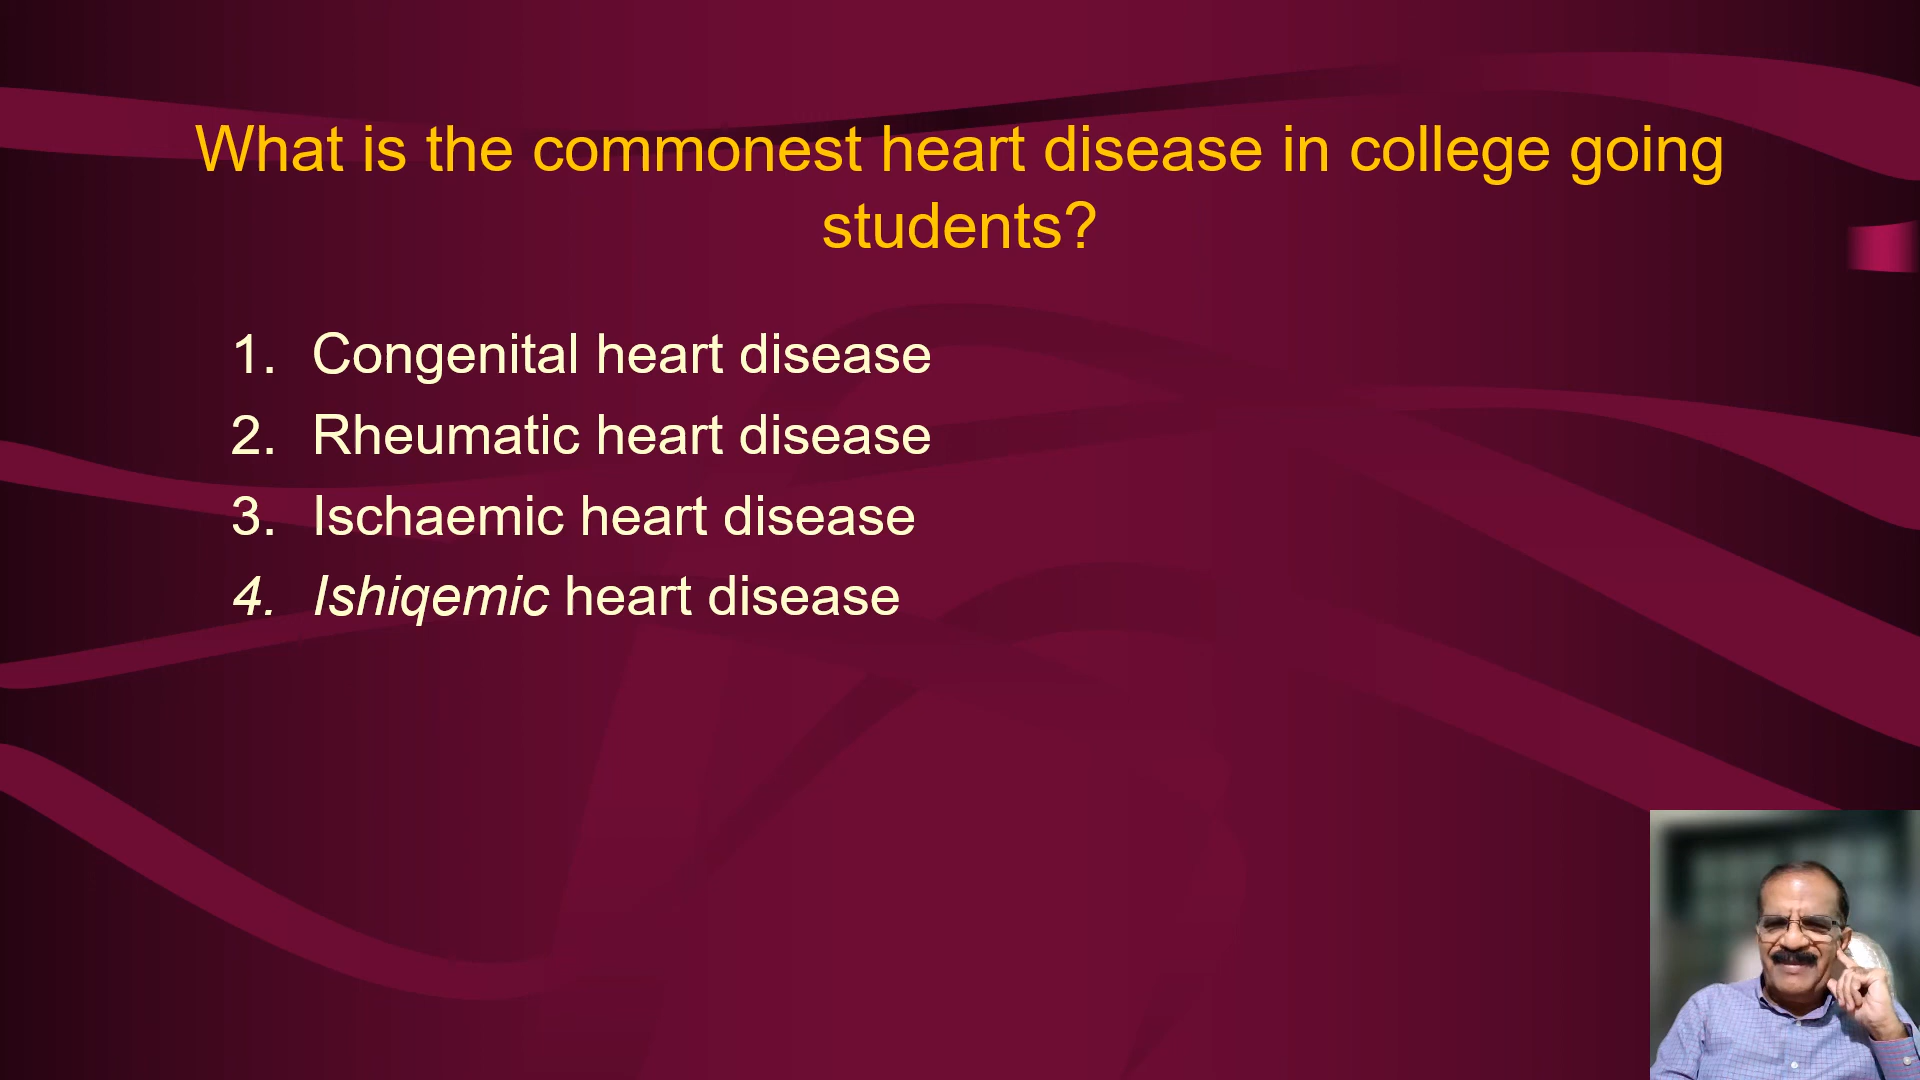 What is the commonest heart disease in college going
students?
1. Congenital heart disease
2. Rheumatic heart disease
3. Ischaemic heart disease
4. Ishiqemic heart disease